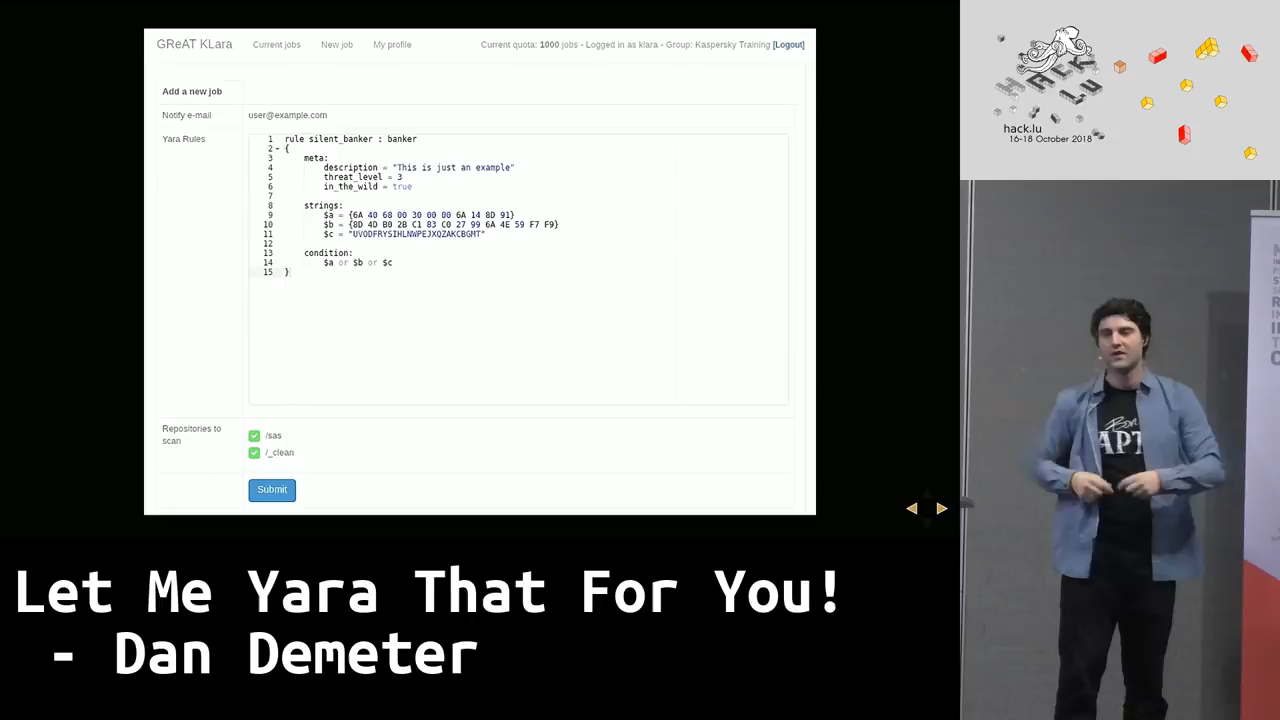 GReAT KLara Current jobs New job My profile Current quota: 1000 jobs - Logged in as klara - Group: Kaspersky Training [Logout]
Add a new job
Notify e-mail user@example.com
Yara Rules
1 rule silent_banker : banker
2 {
3 meta:
4 description = "This is just an example"
5 threat_level = 3
6 in_the_wild = true
7
8 strings:
9 $a = {6A 40 68 00 30 00 00 6A 14 8D 91}
10 $b = {8D 4D B0 2B C1 83 C0 27 99 6A 4E 59 F7 F9}
11 $c = "UVODFRYSIHLNWPEJXQZAKCBGMT"
12
13 condition:
14 $a or $b or $c
15 }
Repositories to
scan
/sas
/_clean
Submit
HACK
LU
hack.lu
16-18 October 2018
APT
Let Me Yara That For You!
- Dan Demeter